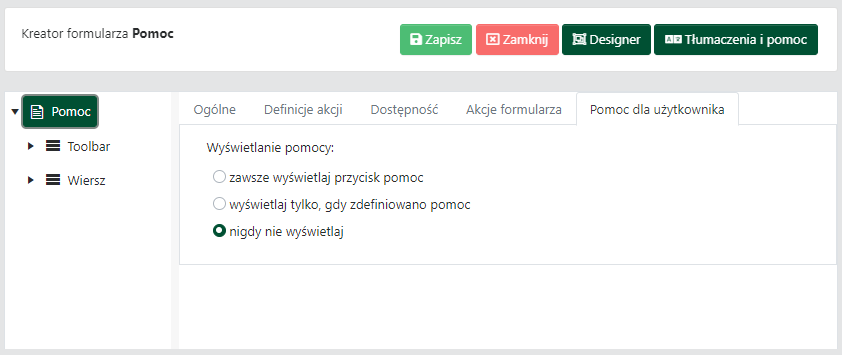 Kreator formularza Pomoc
Zapisz
Zamknij
Designer
Tłumaczenia i pomoc
Pomoc
Toolbar
Wiersz
Ogólne
Definicje akcji
Dostępność
Akcje formularza
Pomoc dla użytkownika
Wyświetlanie pomocy:
zawsze wyświetlaj przycisk pomoc
wyświetlaj tylko, gdy zdefiniowano pomoc
nigdy nie wyświetlaj